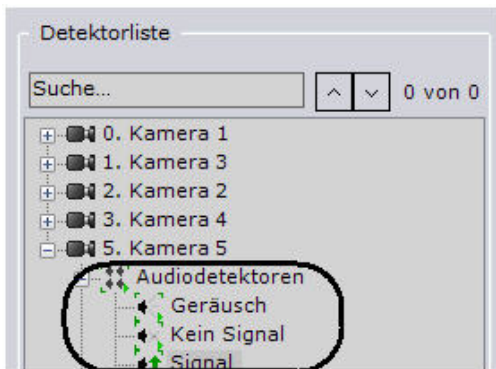 Detektorliste
Suche... 0 von 0
0. Kamera 1
1. Kamera 3
2. Kamera 2
3. Kamera 4
5. Kamera 5
Audiodetektoren
Geräusch
Kein Signal
Signal